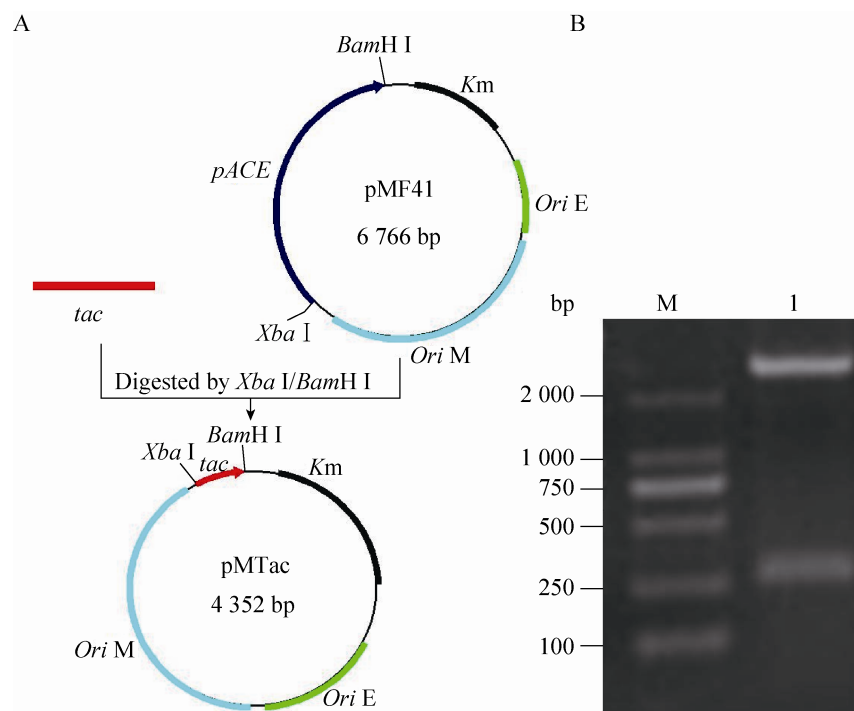 A
BamH I
Km
pACE
pMF41
6 766 bp
Ori E
tac
Xba I
Ori M
Digested by Xba I/BamH I
Xba I
tac
BamH I
Km
pMTac
4 352 bp
Ori M
Ori E
B
bp M 1
2 000
1 000
750
500
250
100